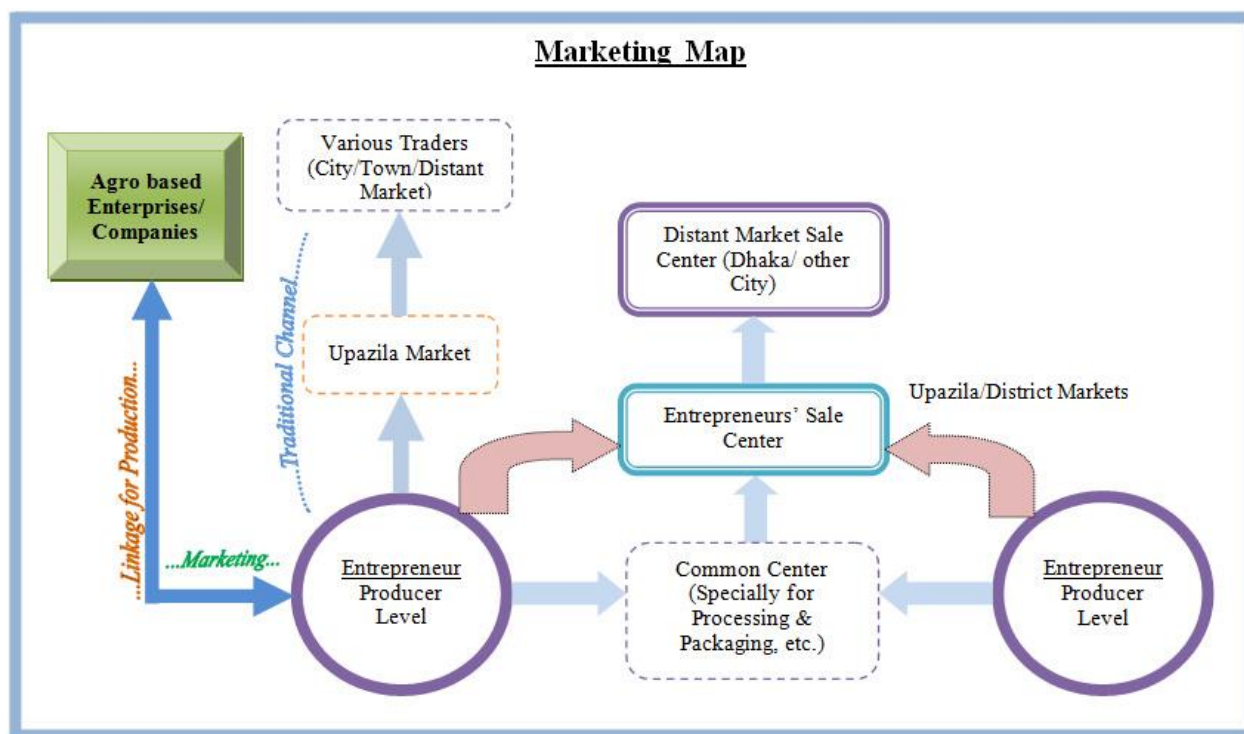 Marketing Map
Various Traders
(City/Town/Distant
Market)
Agro based
Enterprises/
Companies
Distant Market Sale
Center (Dhaka/ other
City)
Traditional Channel......
Upazila Market
Upazila/District Markets
Entrepreneurs’ Sale
Center
...Linkage for Production...
...Marketing...
Entrepreneur
Producer
Level
Common Center
(Specially for
Processing &
Packaging, etc.)
Entrepreneur
Producer
Level